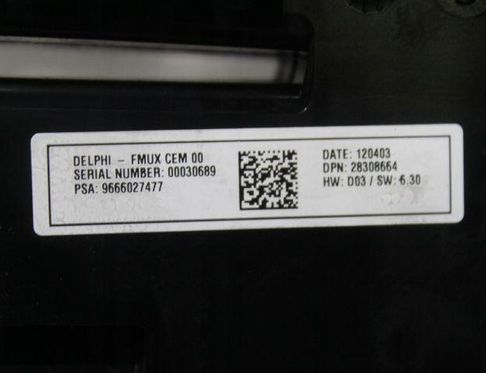 DELPHI – FMUX CEM 00
SERIAL NUMBER: 00030689
PSA: 9666027477
DATE: 120403
DPN: 28308664
HW: D03 / SW: 6.30